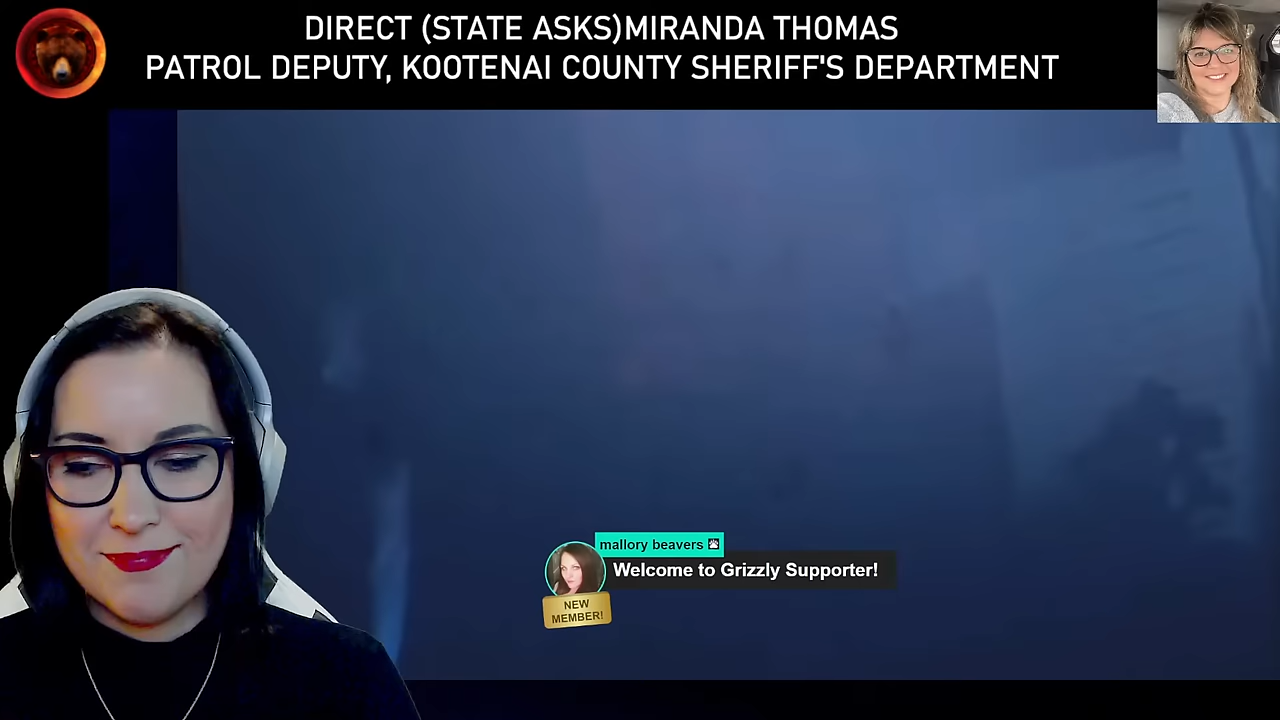 DIRECT (STATE ASKS)MIRANDA THOMAS
PATROL DEPUTY, KOOTENAI COUNTY SHERIFF'S DEPARTMENT
mallory beavers
Welcome to Grizzly Supporter!
NEW
MEMBER!